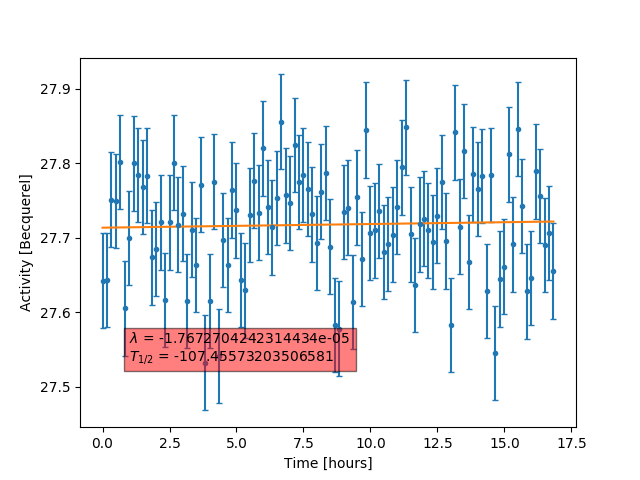 27.9
27.8
27.7
27.6
27.5
Activity [Becquerel]
λ = -1.7672704242314434e-05
T1/2 = -107.45573203506581
0.0 2.5 5.0 7.5 10.0 12.5 15.0 17.5
Time [hours]